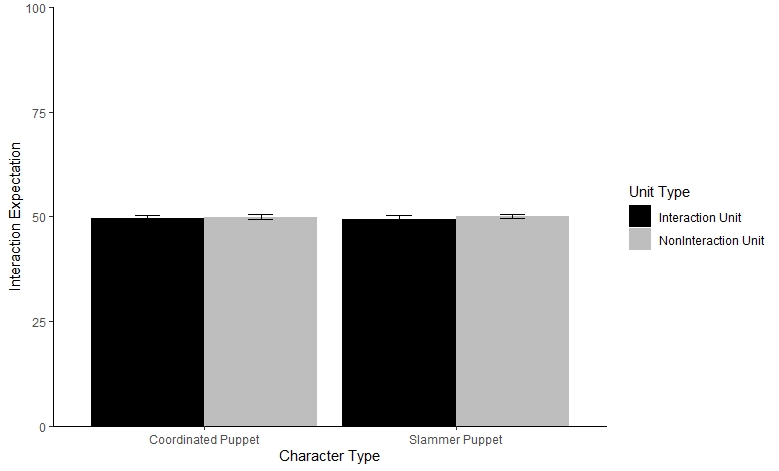 100
75
50
25
0
Interaction Expectation
Coordinated Puppet
Slammer Puppet
Character Type
Unit Type
Interaction Unit
NonInteraction Unit